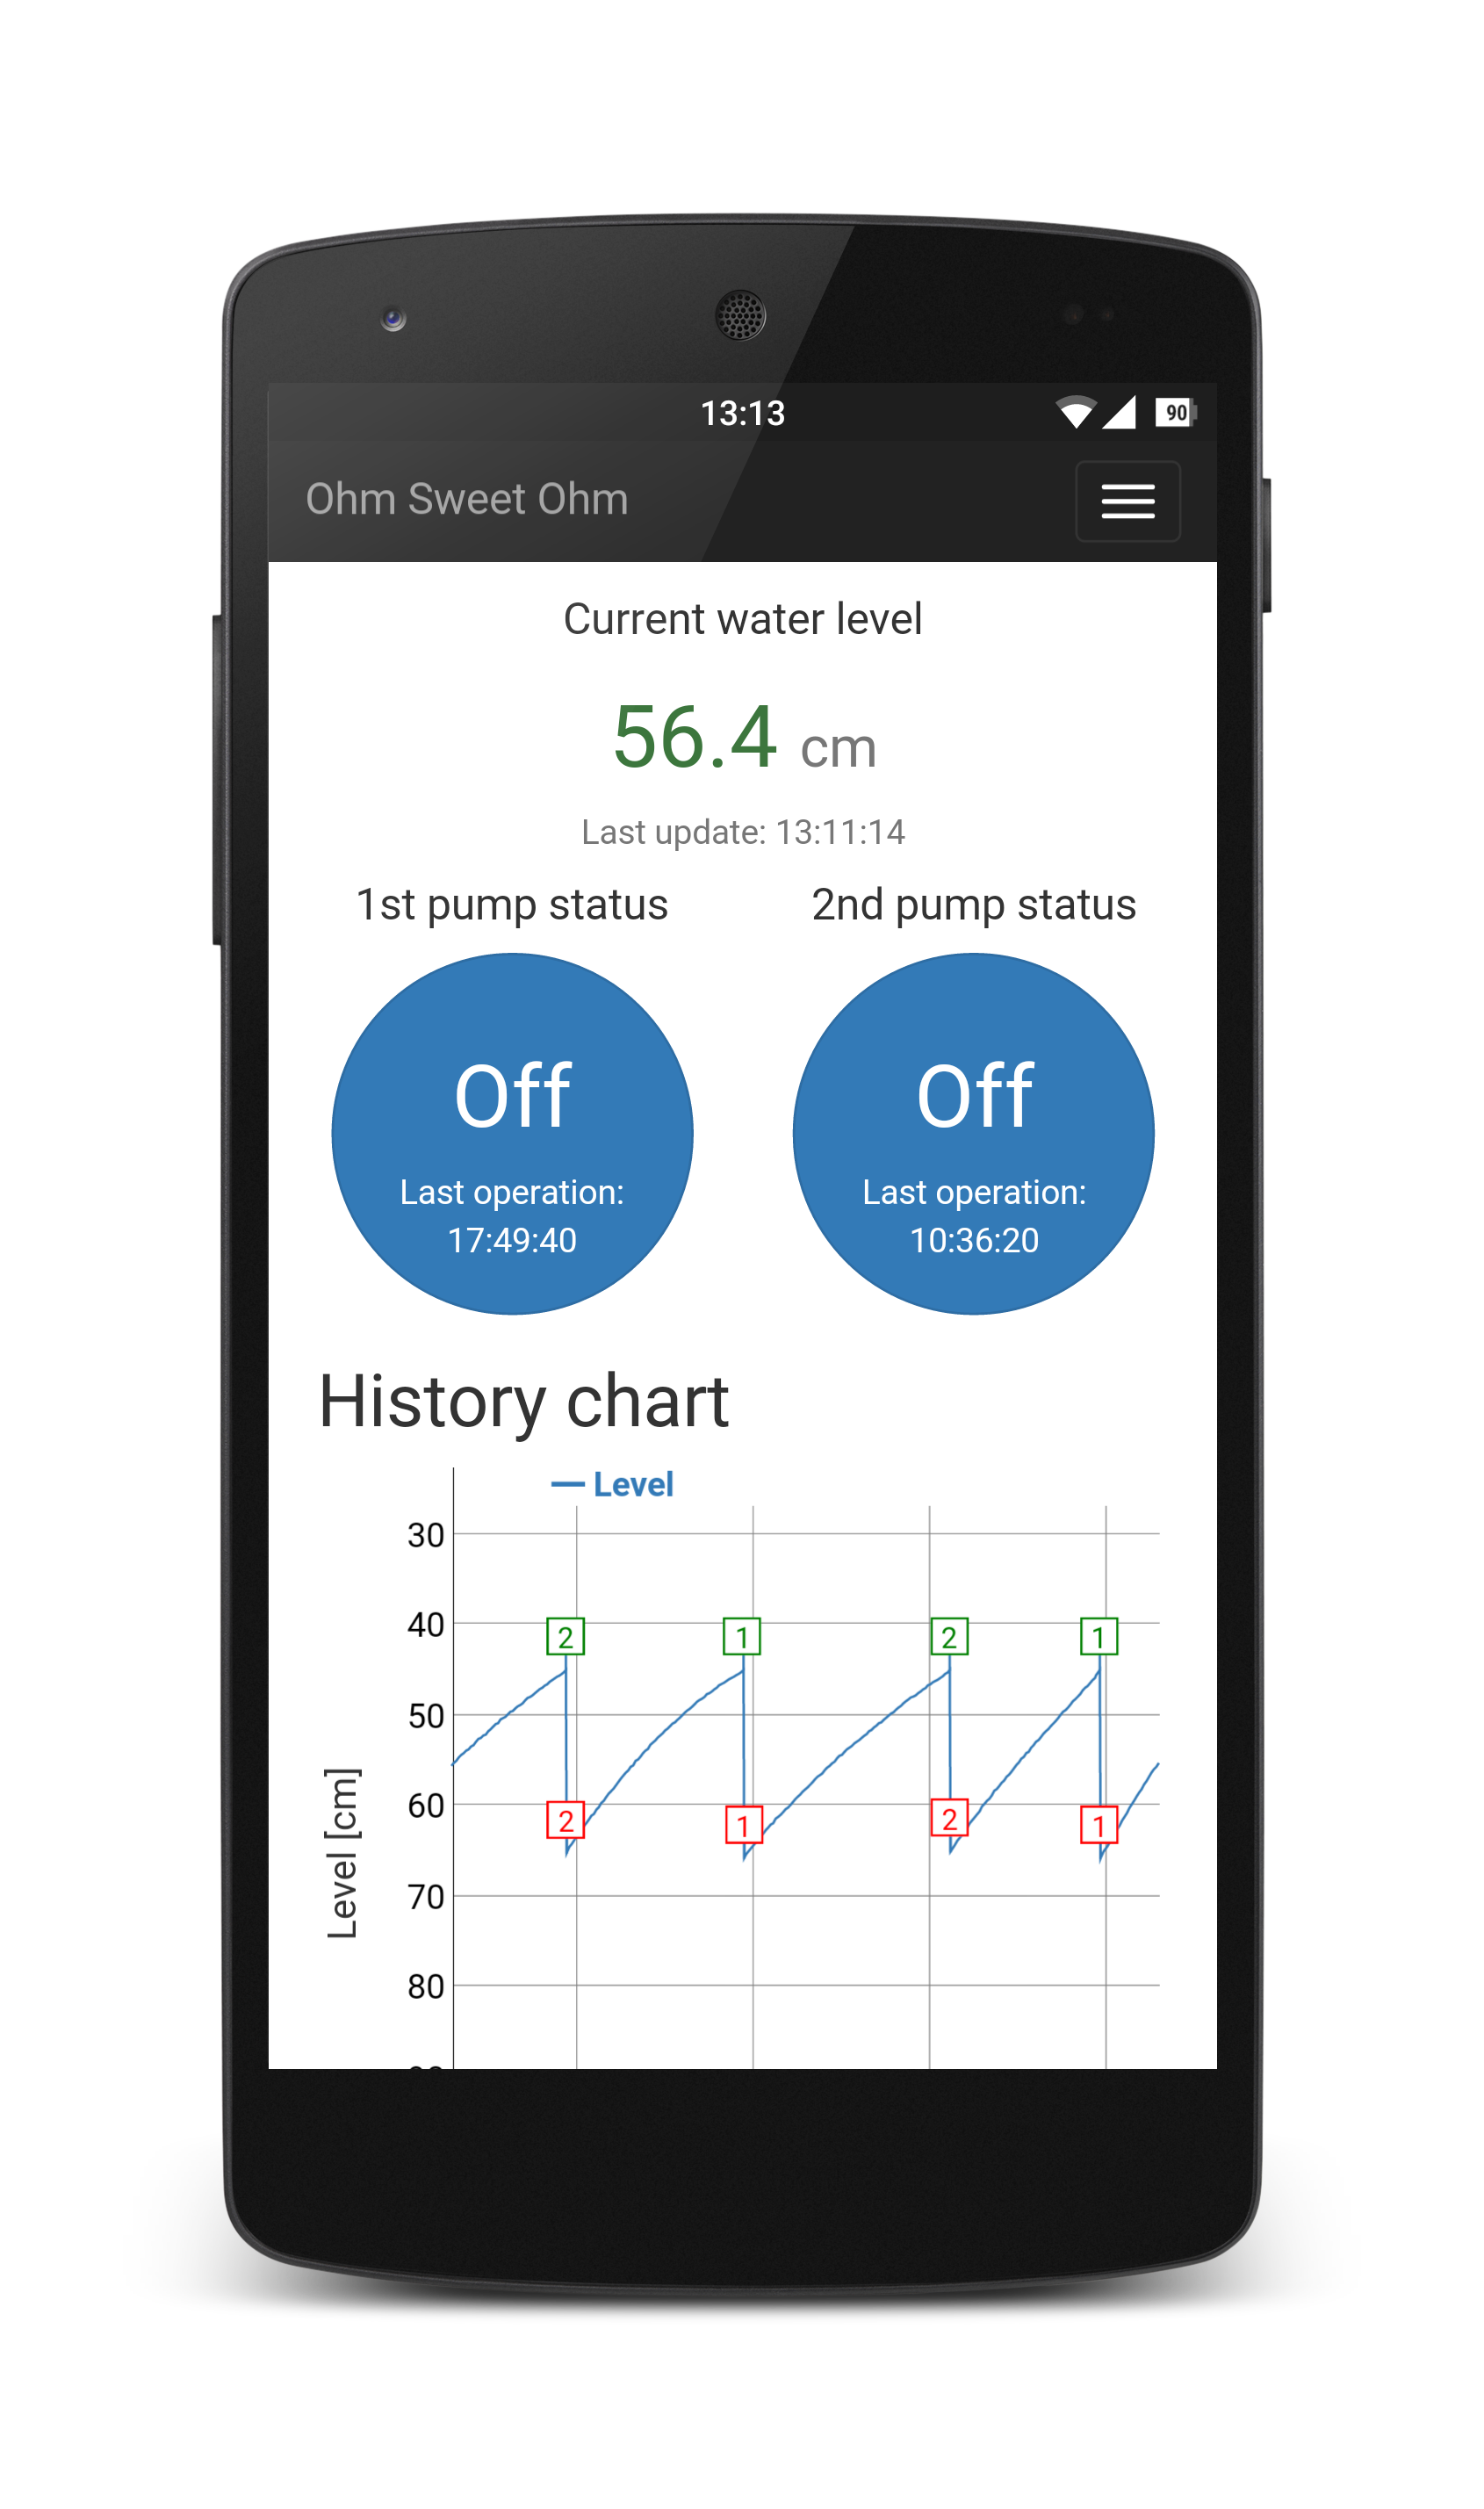 13:13
90
Ohm Sweet Ohm
Current water level
56.4 cm
Last update: 13:11:14
1st pump status
2nd pump status
Off
Last operation:
17:49:40
Off
Last operation:
10:36:20
History chart
Level
30
40
50
60
70
80
Level [cm]
2
1
2
1
2
1
2
1